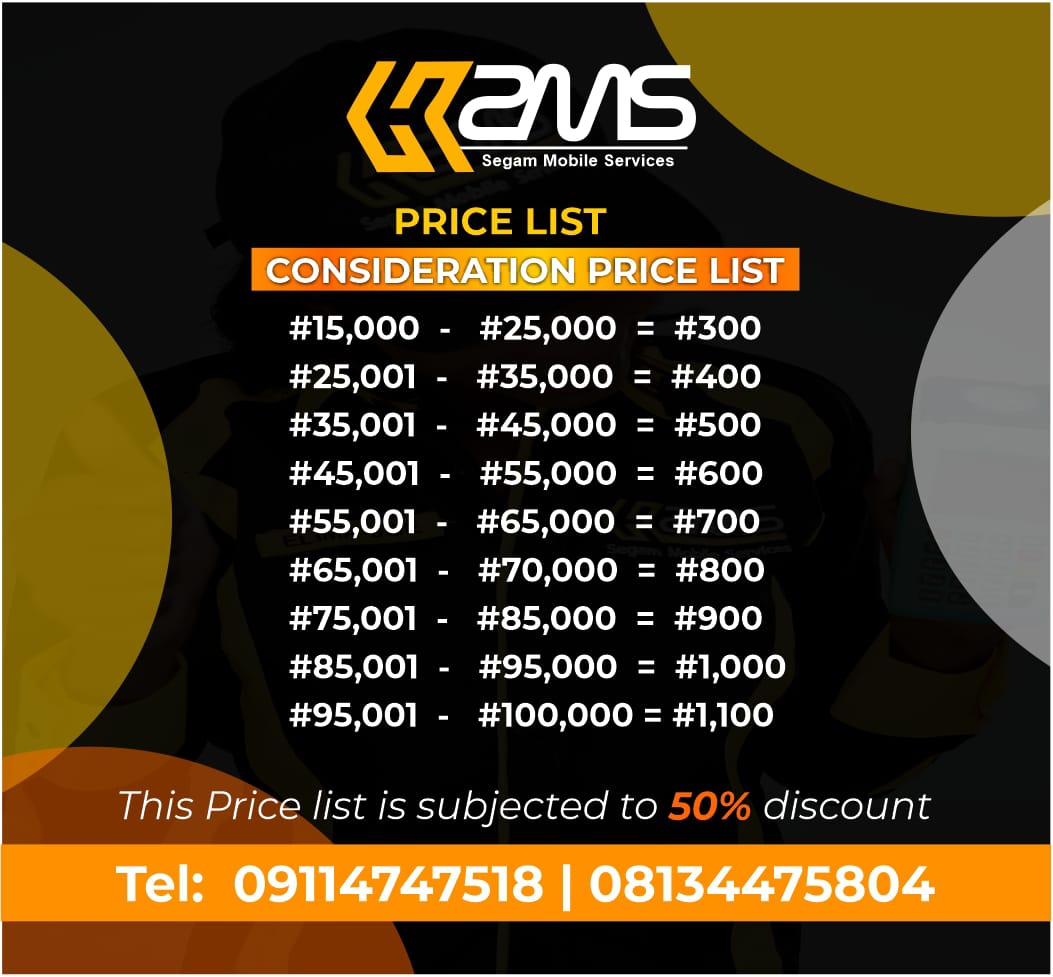 SMS
Segam Mobile Services
PRICE LIST
CONSIDERATION PRICE LIST
#15,000 - #25,000 = #300
#25,001 - #35,000 = #400
#35,001 - #45,000 = #500
#45,001 - #55,000 = #600
#55,001 - #65,000 = #700
#65,001 - #70,000 = #800
#75,001 - #85,000 = #900
#85,001 - #95,000 = #1,000
#95,001 - #100,000 = #1,100
This Price list is subjected to 50% discount
Tel: 09114747518 | 08134475804